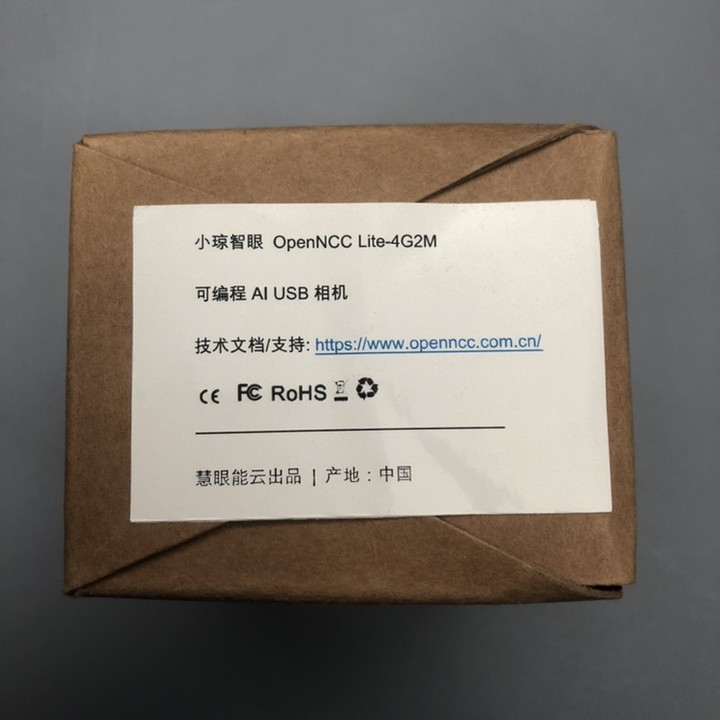 小琼智眼 OpenNCC Lite-4G2M
可编程 AI USB 相机
技术文档/支持: https://www.openncc.com.cn/
CE FC RoHS
慧眼能云出品 | 产地：中国